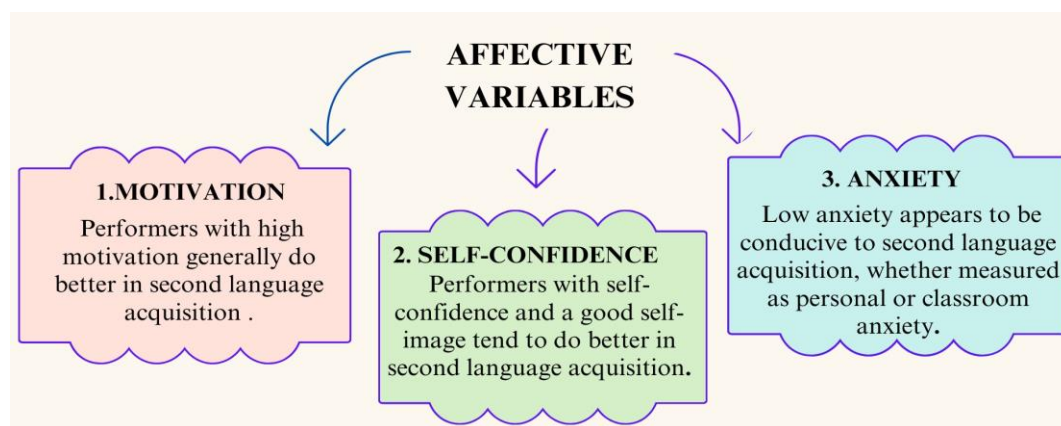 AFFECTIVE
VARIABLES
1.MOTIVATION
Performers with high
motivation generally do
better in second language
acquisition .
2. SELF-CONFIDENCE
Performers with self-
confidence and a good self-
image tend to do better in
second language acquisition.
3. ANXIETY
Low anxiety appears to be
conducive to second language
acquisition, whether measured
as personal or classroom
anxiety.